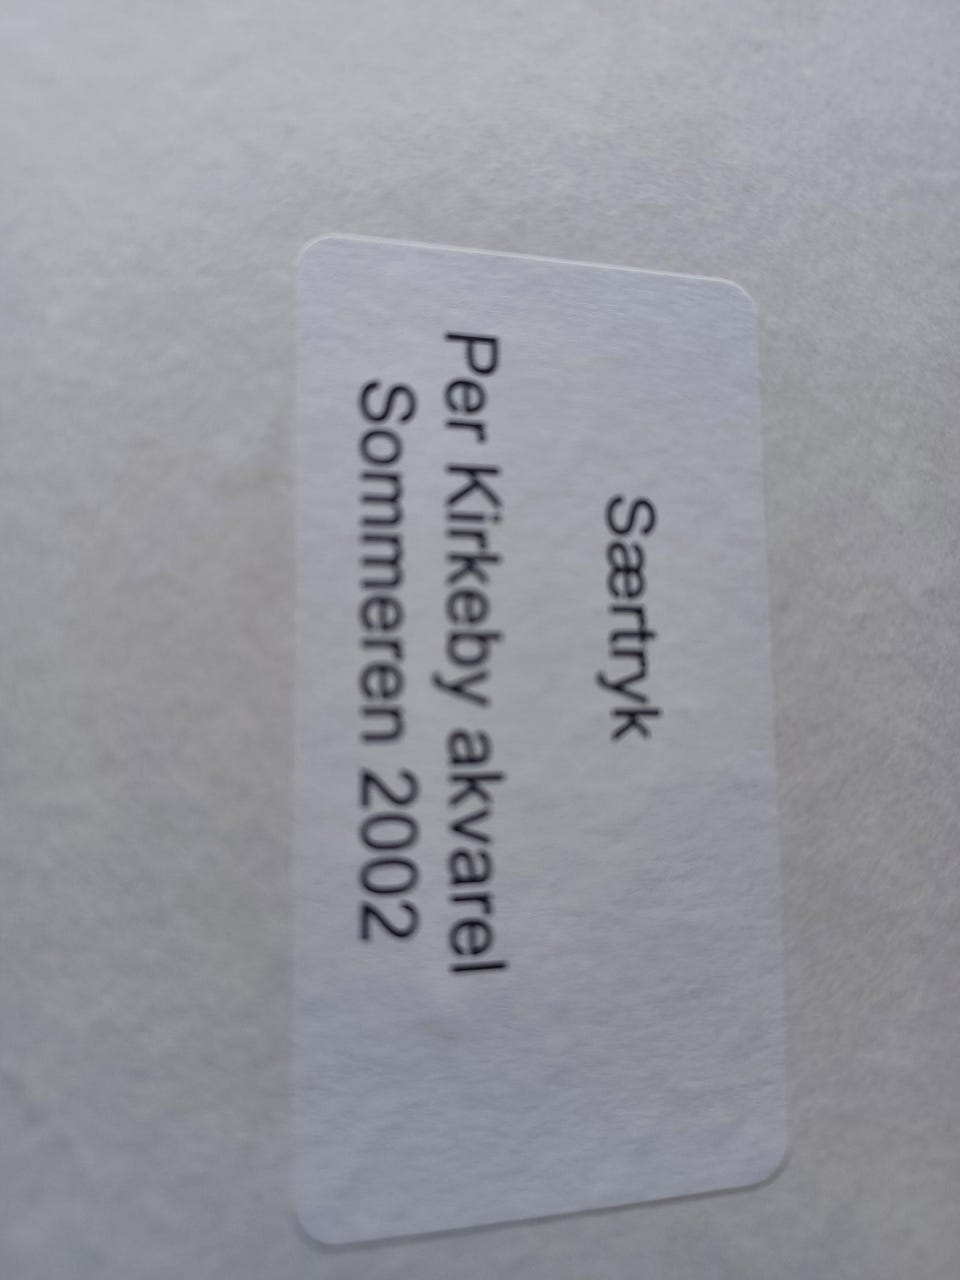 Særtryk
Per Kirkeby akvarel
Sommeren 2002